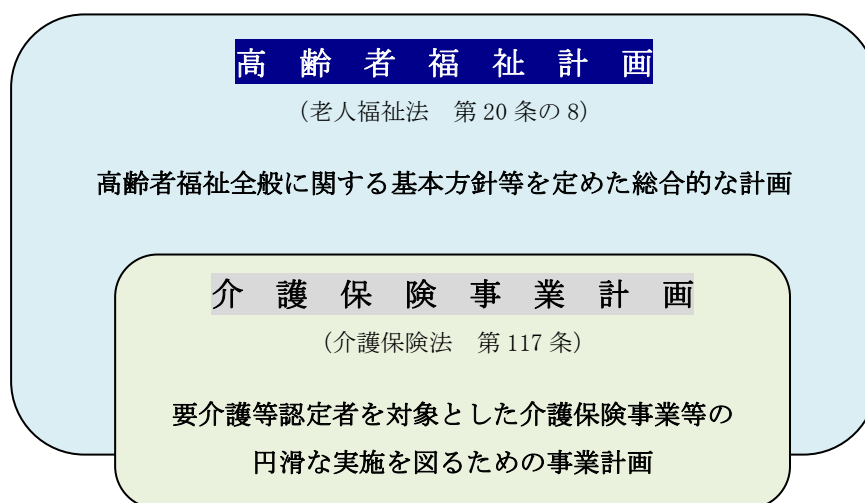 高齢者福祉計画
（老人福祉法　第 20 条の 8）
高齢者福祉全般に関する基本方針等を定めた総合的な計画
介護保険事業計画
（介護保険法　第 117 条）
要介護等認定者を対象とした介護保険事業等の
円滑な実施を図るための事業計画